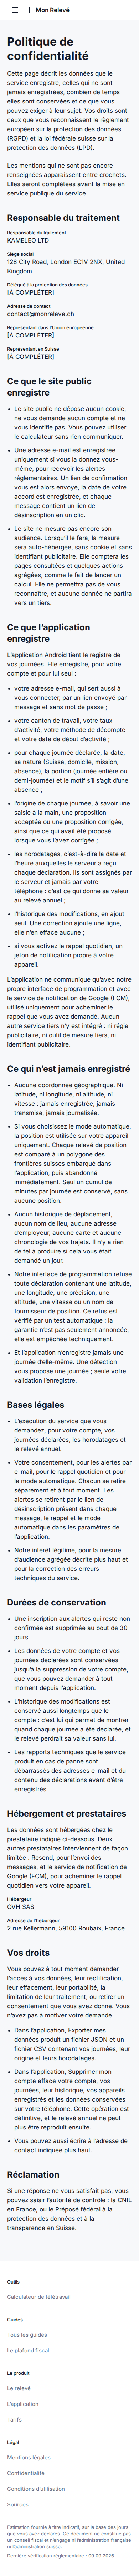 Mon Relevé
Politique de
confidentialité
Cette page décrit les données que le
service enregistre, celles qui ne sont
jamais enregistrées, combien de temps
elles sont conservées et ce que vous
pouvez exiger à leur sujet. Vos droits sont
ceux que vous reconnaissent le règlement
européen sur la protection des données
(RGPD) et la loi fédérale suisse sur la
protection des données (LPD).
Les mentions qui ne sont pas encore
renseignées apparaissent entre crochets.
Elles seront complétées avant la mise en
service publique du service.
Responsable du traitement
Responsable du traitement
KAMELEO LTD
Siège social
128 City Road, London EC1V 2NX, United
Kingdom
Délégué à la protection des données
[À COMPLÉTER]
Adresse de contact
contact@monreleve.ch
Représentant dans l'Union européenne
[À COMPLÉTER]
Représentant en Suisse
[À COMPLÉTER]
Ce que le site public
enregistre
Le site public ne dépose aucun cookie,
ne vous demande aucun compte et ne
vous identifie pas. Vous pouvez utiliser
le calculateur sans rien communiquer.
Une adresse e-mail est enregistrée
uniquement si vous la donnez vous-
même, pour recevoir les alertes
réglementaires. Un lien de confirmation
vous est alors envoyé, la date de votre
accord est enregistrée, et chaque
message contient un lien de
désinscription en un clic.
Le site ne mesure pas encore son
audience. Lorsqu'il le fera, la mesure
sera auto-hébergée, sans cookie et sans
identifiant publicitaire. Elle comptera les
pages consultées et quelques actions
agrégées, comme le fait de lancer un
calcul. Elle ne permettra pas de vous
reconnaître, et aucune donnée ne partira
vers un tiers.
Ce que l'application
enregistre
L'application Android tient le registre de
vos journées. Elle enregistre, pour votre
compte et pour lui seul :
votre adresse e-mail, qui sert aussi à
vous connecter, par un lien envoyé par
message et sans mot de passe ;
votre canton de travail, votre taux
d'activité, votre méthode de décompte
et votre date de début d'activité ;
pour chaque journée déclarée, la date,
sa nature (Suisse, domicile, mission,
absence), la portion (journée entière ou
demi-journée) et le motif s'il s'agit d'une
absence ;
l'origine de chaque journée, à savoir une
saisie à la main, une proposition
acceptée ou une proposition corrigée,
ainsi que ce qui avait été proposé
lorsque vous l'avez corrigée ;
les horodatages, c'est-à-dire la date et
l'heure auxquelles le serveur a reçu
chaque déclaration. Ils sont assignés par
le serveur et jamais par votre
téléphone : c'est ce qui donne sa valeur
au relevé annuel ;
l'historique des modifications, en ajout
seul. Une correction ajoute une ligne,
elle n'en efface aucune ;
si vous activez le rappel quotidien, un
jeton de notification propre à votre
appareil.
L'application ne communique qu'avec notre
propre interface de programmation et avec
le service de notification de Google (FCM),
utilisé uniquement pour acheminer le
rappel que vous avez demandé. Aucun
autre service tiers n'y est intégré : ni régie
publicitaire, ni outil de mesure tiers, ni
identifiant publicitaire.
Ce qui n'est jamais enregistré
Aucune coordonnée géographique. Ni
latitude, ni longitude, ni altitude, ni
vitesse : jamais enregistrée, jamais
transmise, jamais journalisée.
Si vous choisissez le mode automatique,
la position est utilisée sur votre appareil
uniquement. Chaque relevé de position
est comparé à un polygone des
frontières suisses embarqué dans
l'application, puis abandonné
immédiatement. Seul un cumul de
minutes par journée est conservé, sans
aucune position.
Aucun historique de déplacement,
aucun nom de lieu, aucune adresse
d'employeur, aucune carte et aucune
chronologie de vos trajets. Il n'y a rien
de tel à produire si cela vous était
demandé un jour.
Notre interface de programmation refuse
toute déclaration contenant une latitude,
une longitude, une précision, une
altitude, une vitesse ou un nom de
fournisseur de position. Ce refus est
vérifié par un test automatique : la
garantie n'est pas seulement annoncée,
elle est empêchée techniquement.
Et l'application n'enregistre jamais une
journée d'elle-même. Une détection
vous propose une journée ; seule votre
validation l'enregistre.
Bases légales
L'exécution du service que vous
demandez, pour votre compte, vos
journées déclarées, les horodatages et
le relevé annuel.
Votre consentement, pour les alertes par
e-mail, pour le rappel quotidien et pour
le mode automatique. Chacun se retire
séparément et à tout moment. Les
alertes se retirent par le lien de
désinscription présent dans chaque
message, le rappel et le mode
automatique dans les paramètres de
l'application.
Notre intérêt légitime, pour la mesure
d'audience agrégée décrite plus haut et
pour la correction des erreurs
techniques du service.
Durées de conservation
Une inscription aux alertes qui reste non
confirmée est supprimée au bout de 30
jours.
Les données de votre compte et vos
journées déclarées sont conservées
jusqu'à la suppression de votre compte,
que vous pouvez demander à tout
moment depuis l'application.
L'historique des modifications est
conservé aussi longtemps que le
compte : c'est lui qui permet de montrer
quand chaque journée a été déclarée, et
le relevé perdrait sa valeur sans lui.
Les rapports techniques que le service
produit en cas de panne sont
débarrassés des adresses e-mail et du
contenu des déclarations avant d'être
enregistrés.
Hébergement et prestataires
Les données sont hébergées chez le
prestataire indiqué ci-dessous. Deux
autres prestataires interviennent de façon
limitée : Resend, pour l'envoi des
messages, et le service de notification de
Google (FCM), pour acheminer le rappel
quotidien vers votre appareil.
Hébergeur
OVH SAS
Adresse de l'hébergeur
2 rue Kellermann, 59100 Roubaix, France
Vos droits
Vous pouvez à tout moment demander
l'accès à vos données, leur rectification,
leur effacement, leur portabilité, la
limitation de leur traitement, ou retirer un
consentement que vous avez donné. Vous
n'avez pas à motiver votre demande.
Dans l'application, Exporter mes
données produit un fichier JSON et un
fichier CSV contenant vos journées, leur
origine et leurs horodatages.
Dans l'application, Supprimer mon
compte efface votre compte, vos
journées, leur historique, vos appareils
enregistrés et les données conservées
sur votre téléphone. Cette opération est
définitive, et le relevé annuel ne peut
plus être reproduit ensuite.
Vous pouvez aussi écrire à l'adresse de
contact indiquée plus haut.
Réclamation
Si une réponse ne vous satisfait pas, vous
pouvez saisir l'autorité de contrôle : la CNIL
en France, ou le Préposé fédéral à la
protection des données et à la
transparence en Suisse.
Outils
Calculateur de télétravail
Guides
Tous les guides
Le plafond fiscal
Le produit
Le relevé
L'application
Tarifs
Légal
Mentions légales
Confidentialité
Conditions d'utilisation
Sources
Estimation fournie à titre indicatif, sur la base des jours
que vous avez déclarés. Ce document ne constitue pas
un conseil fiscal et n'engage ni l'administration française
ni l'administration suisse.
Dernière vérification réglementaire : 09.09.2026